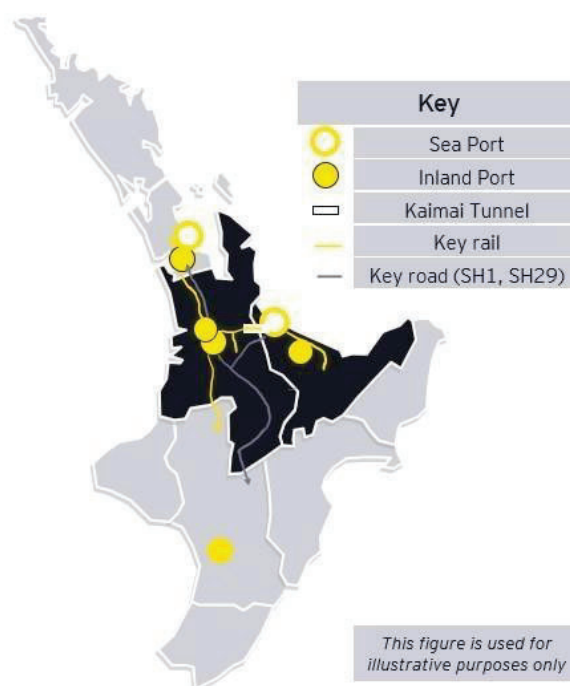 Key
Sea Port
Inland Port
Kaimai Tunnel
Key rail
Key road (SH1, SH29)
This figure is used for
illustrative purposes only